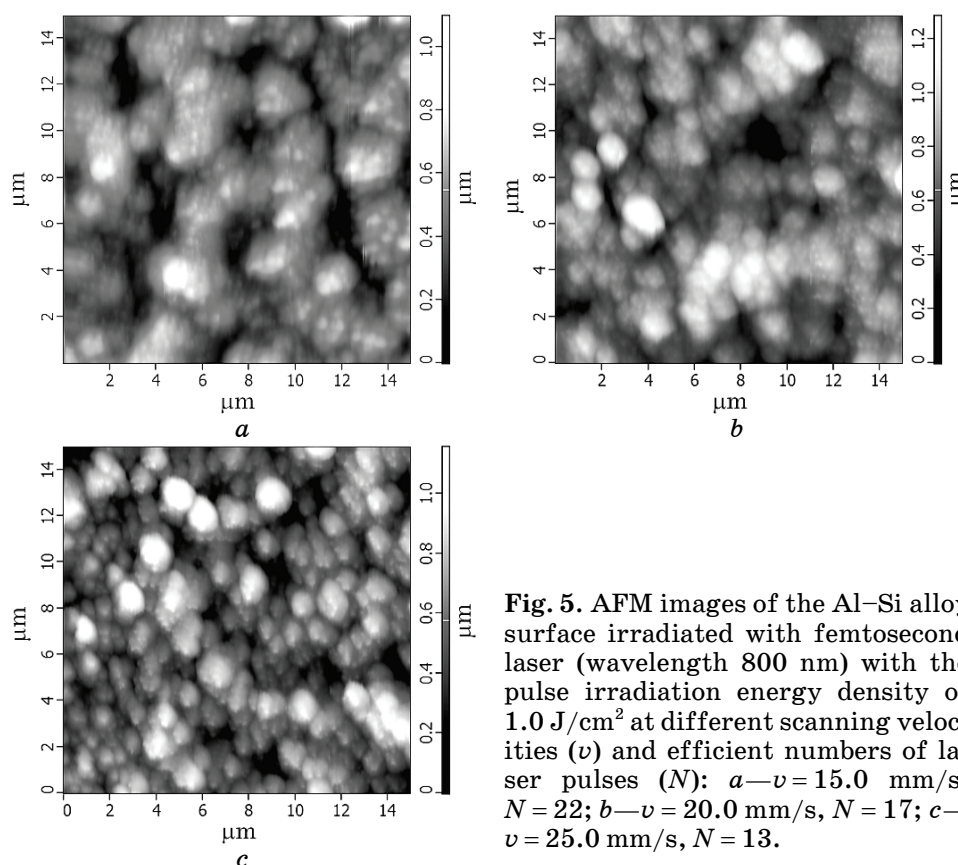 14
12
10
8
6
4
2
μm
2 4 6 8 10 12 14
μm
1.0
0.8
0.6
0.4
0.2
0
μm
a
14
12
10
8
6
4
2
0
μm
2 4 6 8 10 12 14
μm
1.2
1.0
0.8
0.6
0.4
0.2
0
μm
b
14
12
10
8
6
4
2
0
μm
0 2 4 6 8 10 12 14
μm
1.0
0.8
0.6
0.4
0.2
0
μm
c
Fig. 5. AFM images of the Al–Si alloy
surface irradiated with femtosecond
laser (wavelength 800 nm) with the
pulse irradiation energy density o
1.0 J/cm² at different scanning veloc
ities (v) and efficient numbers of la
ser pulses (N): a—v = 15.0 mm/s
N = 22; b—v = 20.0 mm/s, N = 17; c—
v = 25.0 mm/s, N = 13.